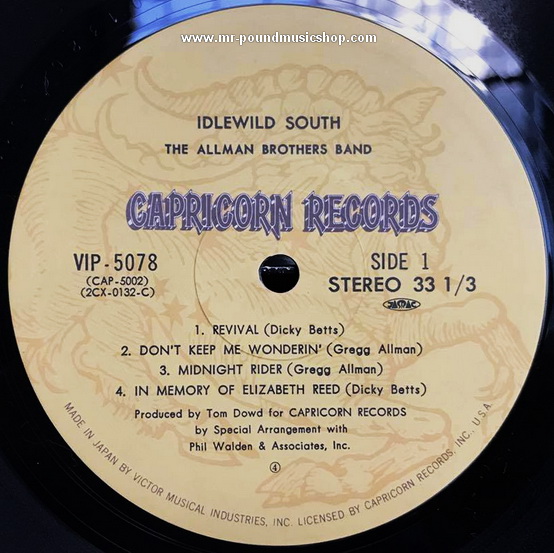 www.mr-poundmusicshop.com
IDLEWILD SOUTH
THE ALLMAN BROTHERS BAND
CAPRICORN RECORDS
VIP-5078
(CAP-5002)
(2CX-0132-C)
SIDE 1
STEREO 33 1/3
JASRAC
1. REVIVAL (Dicky Betts)
2. DON'T KEEP ME WONDERIN' (Gregg Allman)
3. MIDNIGHT RIDER (Gregg Allman)
4. IN MEMORY OF ELIZABETH REED (Dicky Betts)
Produced by Tom Dowd for CAPRICORN RECORDS
by Special Arrangement with
Phil Walden & Associates, Inc.
④
MADE IN JAPAN BY VICTOR MUSICAL INDUSTRIES, INC. LICENSED BY CAPRICORN RECORDS, INC., U.S.A.